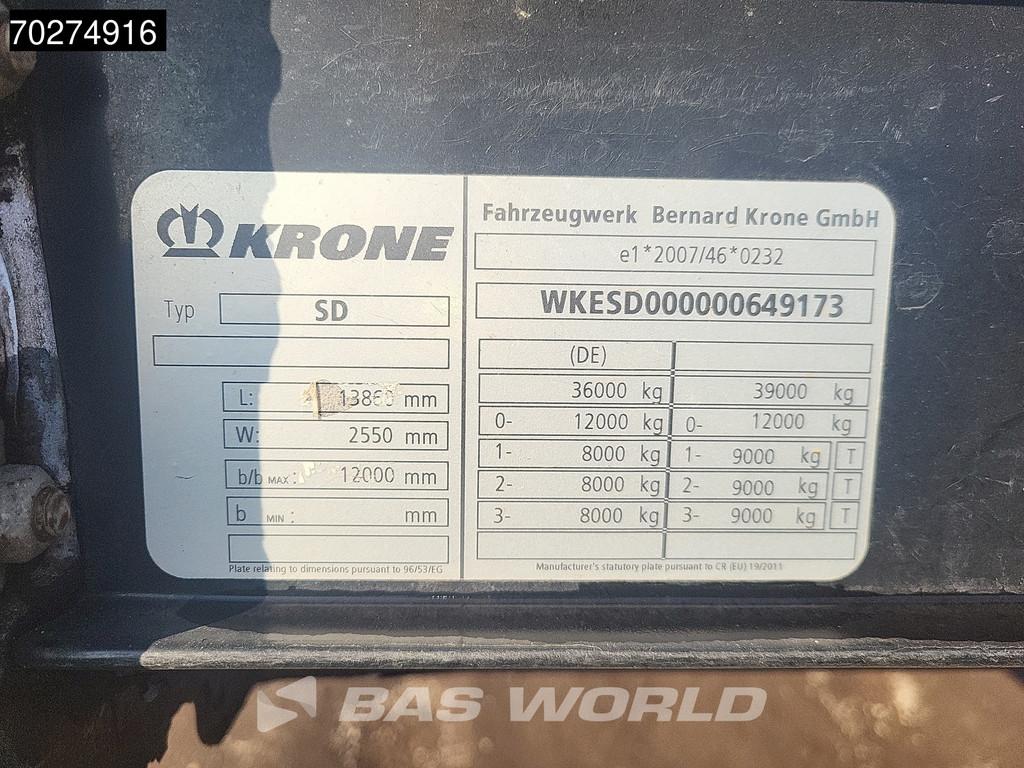 70274916
KRONE
Typ SD
L: 13860 mm
W: 2550 mm
b/b MAX : 12000 mm
b MIN : mm
Plate relating to dimensions pursuant to 96/53/EG
Fahrzeugwerk Bernard Krone GmbH
e1*2007/46*0232
WKESD000000649173
(DE)
36000 kg 39000 kg
0- 12000 kg 0- 12000 kg
1- 8000 kg 1- 9000 kg T
2- 8000 kg 2- 9000 kg T
3- 8000 kg 3- 9000 kg T
Manufacturer's statutory plate pursuant to CR (EU) 19/2011
BAS WORLD